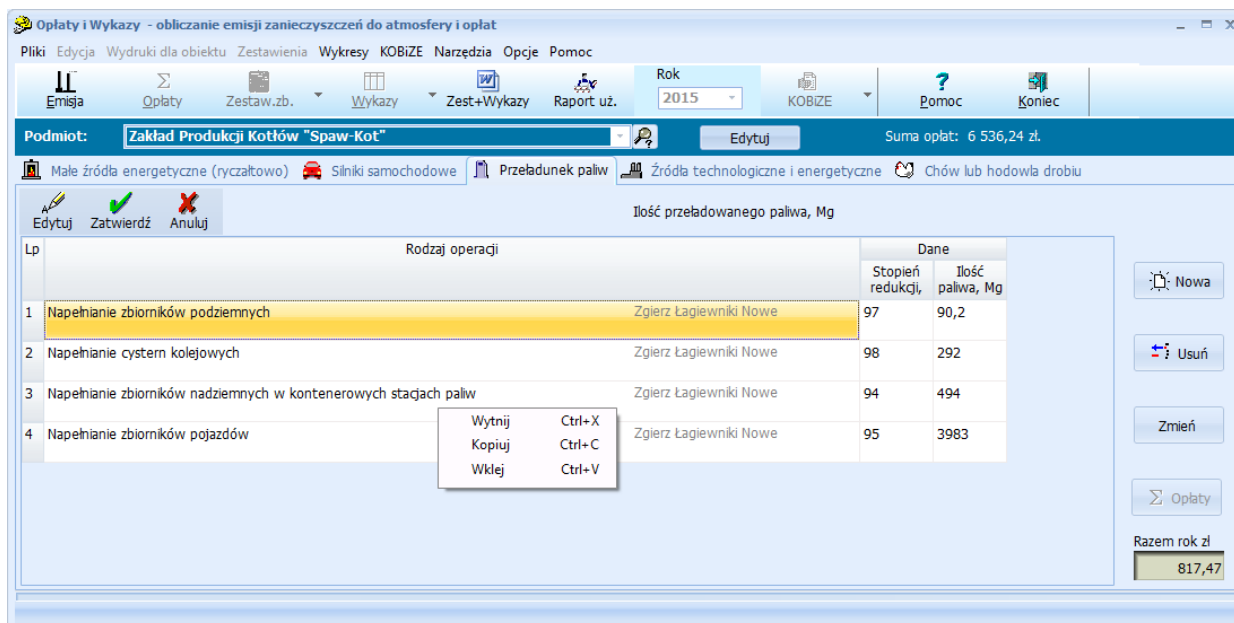 Opłaty i Wykazy - obliczanie emisji zanieczyszczeń do atmosfery i opłat
Pliki Edycja Wydruki dla obiektu Zestawienia Wykresy KOBiZE Narzędzia Opcje Pomoc
Emisja Opłaty Zestaw.zb. Wykazy Zest+Wykazy Raport uż. Rok 2015 KOBiZE Pomoc Koniec
Podmiot: Zakład Produkcji Kotłów "Spaw-Kot" Edytuj Suma opłat: 6 536,24 zł.
Małe źródła energetyczne (ryczałtowo) Silniki samochodowe Przeładunek paliw Źródła technologiczne i energetyczne Chów lub hodowla drobiu
Edytuj Zatwierdź Anuluj Ilość przeładowanego paliwa, Mg
Lp Rodzaj operacji Dane
Stopień redukcji, Ilość paliwa, Mg
Nowa
1 Napełnianie zbiorników podziemnych Zgierz Łagiewniki Nowe 97 90,2
2 Napełnianie cystern kolejowych Zgierz Łagiewniki Nowe 98 292
Usuń
3 Napełnianie zbiorników nadziemnych w kontenerowych stacjach paliw Zgierz Łagiewniki Nowe 94 494
Wytnij Ctrl+X
Zmień
4 Napełnianie zbiorników pojazdów Zgierz Łagiewniki Nowe 95 3983
Kopiuj Ctrl+C
Wklej Ctrl+V
Opłaty
Razem rok zł
817,47